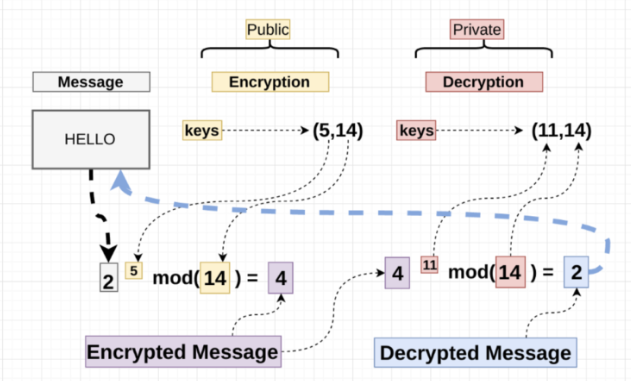 Public
Private
Message
Encryption
Decryption
HELLO
keys
(5,14)
keys
(11,14)
2 5 mod(14) = 4
4 11 mod(14) = 2
Encrypted Message
Decrypted Message